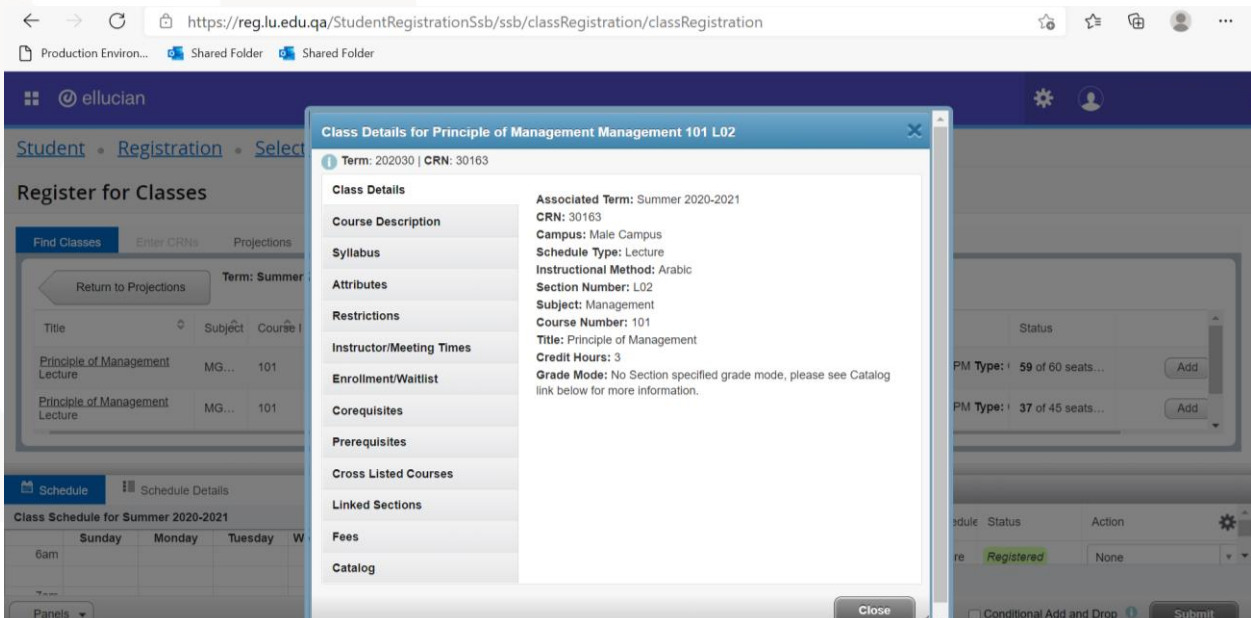 https://reg.lu.edu.qa/StudentRegistrationSsb/ssb/classRegistration/classRegistration
Production Environ... Shared Folder Shared Folder
ellucian
Student • Registration • Select
Register for Classes
Find Classes Enter CRNs Projections
Return to Projections Term: Summer
Title Subject Course Status
Principle of Management
Lecture MG... 101 PM Type: 59 of 60 seats... Add
Principle of Management
Lecture MG... 101 PM Type: 37 of 45 seats... Add
Schedule Schedule Details
Class Schedule for Summer 2020-2021
Sunday Monday Tuesday W
6am
7am
Panels
Class Details for Principle of Management Management 101 L02
Term: 202030 | CRN: 30163
Class Details
Course Description
Syllabus
Attributes
Restrictions
Instructor/Meeting Times
Enrollment/Waitlist
Corequisites
Prerequisites
Cross Listed Courses
Linked Sections
Fees
Catalog
Associated Term: Summer 2020-2021
CRN: 30163
Campus: Male Campus
Schedule Type: Lecture
Instructional Method: Arabic
Section Number: L02
Subject: Management
Course Number: 101
Title: Principle of Management
Credit Hours: 3
Grade Mode: No Section specified grade mode, please see Catalog
link below for more information.
Close
edule Status Action
re Registered None
Conditional Add and Drop Submit